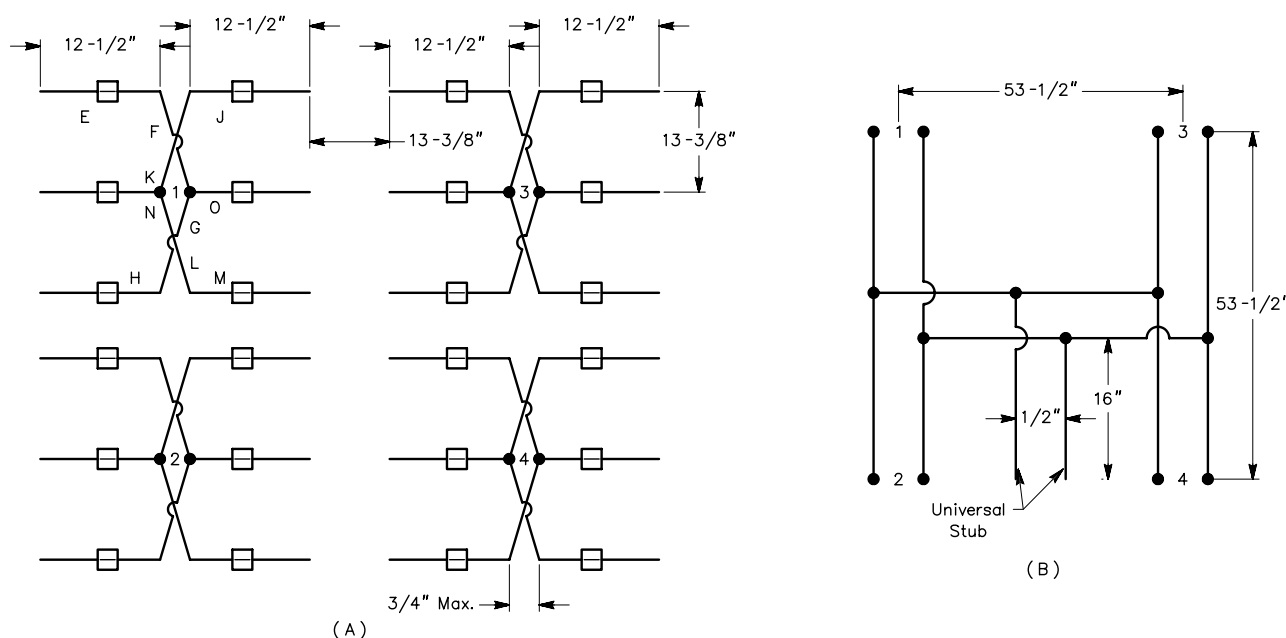 12-1/2" 12-1/2" 12-1/2" 12-1/2"
E F J
13-3/8" 13-3/8"
K 1 O 3
N G
H L M
2 4
3/4" Max.
(A)
53-1/2"
1 3
53-1/2"
16"
1/2"
2 4
Universal
Stub
(B)